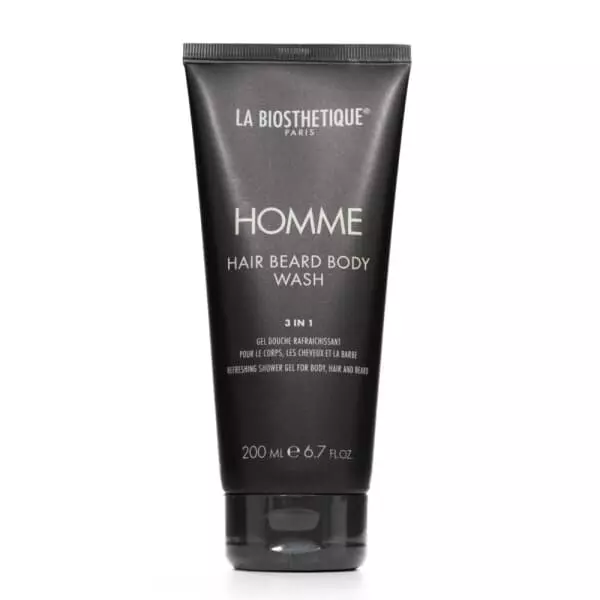 LA BIOSTHETIQUE®
PARIS
HOMME
HAIR BEARD BODY
WASH
3 IN 1
GEL DOUCHE RAFRAICHISSANT
POUR LE CORPS, LES CHEVEUX ET LA BARBE
REFRESHING SHOWER GEL FOR BODY, HAIR AND BEARD
200 ML ℮ 6,7 FL.OZ.